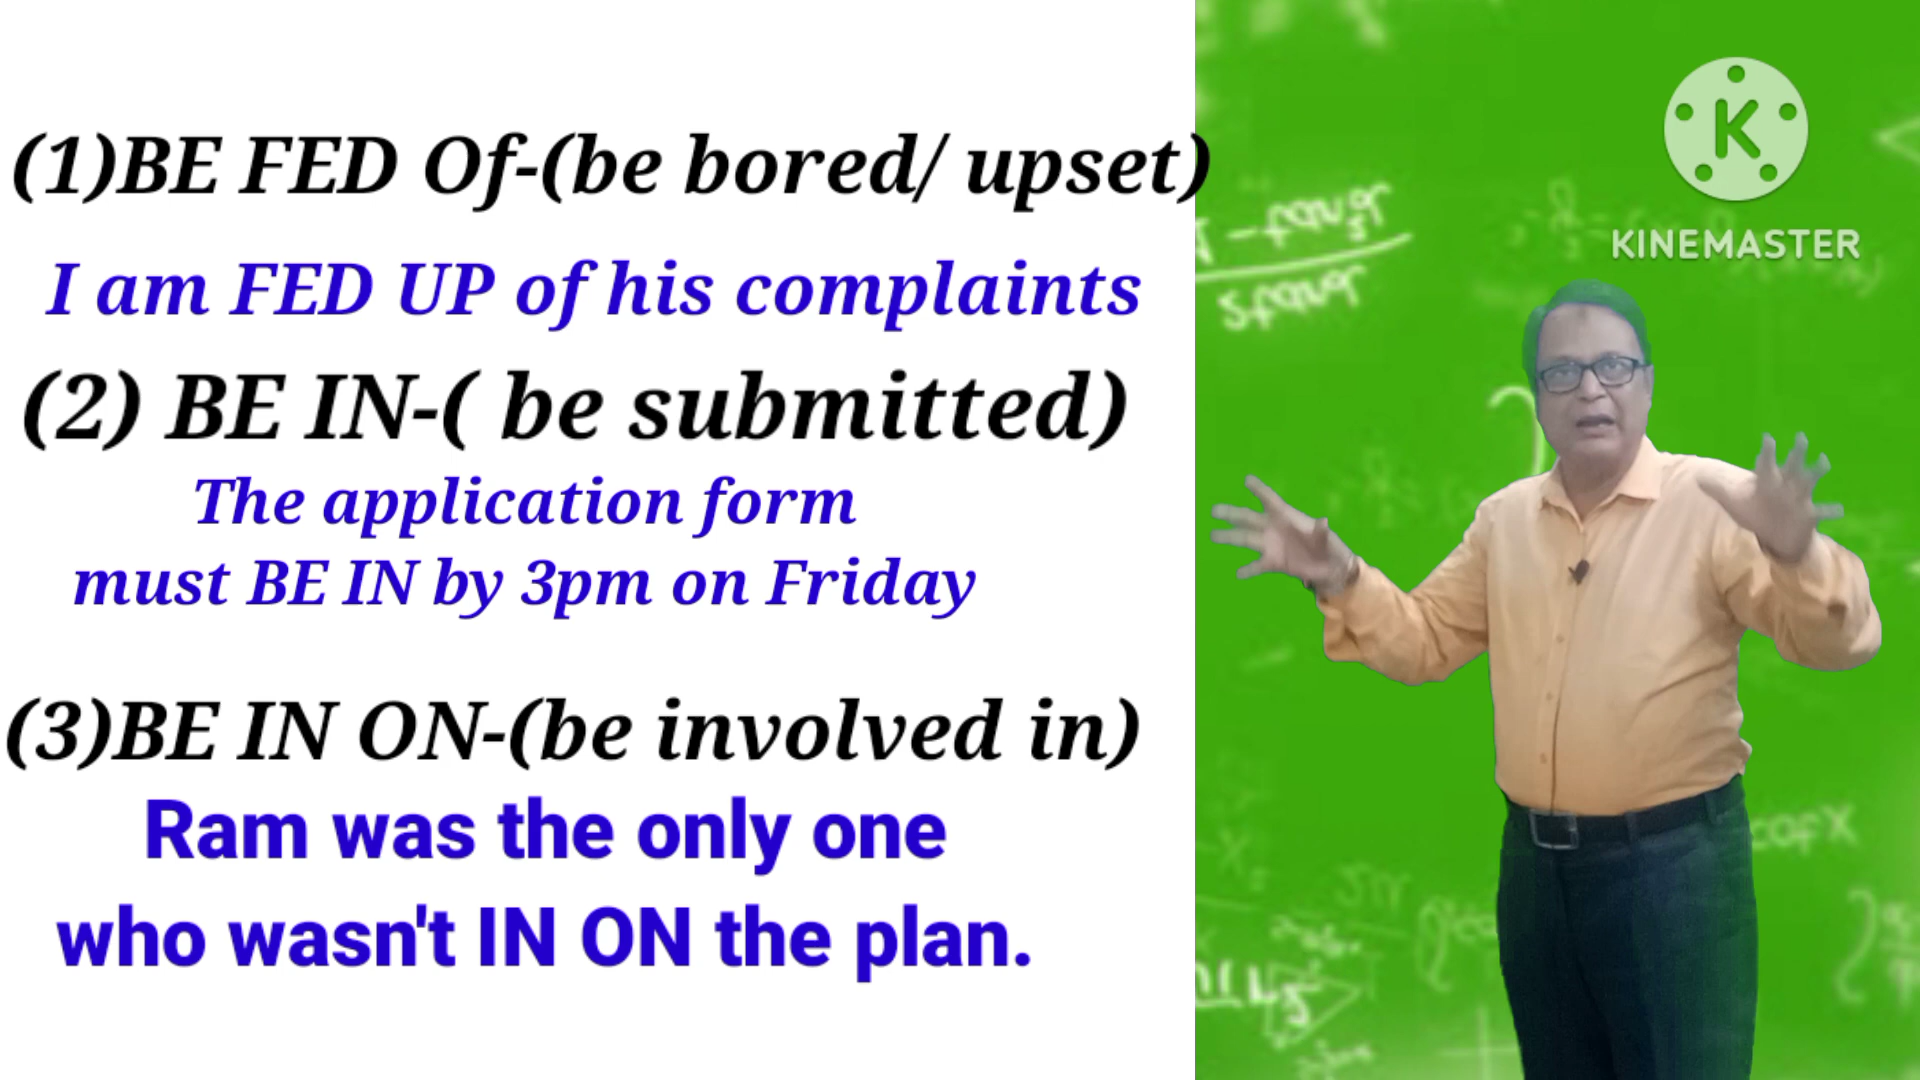 (1)BE FED Of-(be bored/ upset)
I am FED UP of his complaints
(2) BE IN-( be submitted)
The application form
must BE IN by 3pm on Friday
(3)BE IN ON-(be involved in)
Ram was the only one
who wasn't IN ON the plan.
K
KINEMASTER